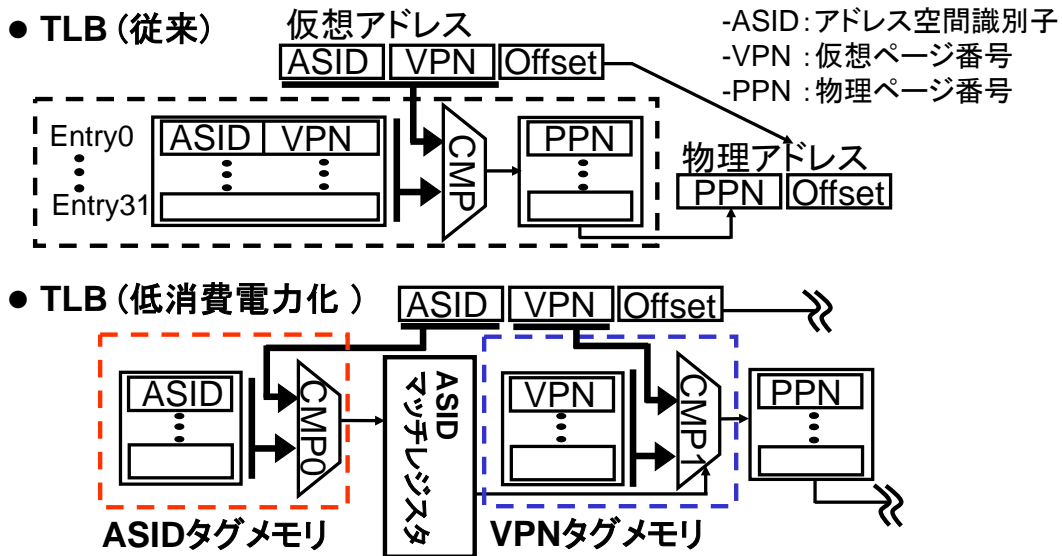 ● TLB（従来）
仮想アドレス
ASID VPN Offset
-ASID：アドレス空間識別子
-VPN ：仮想ページ番号
-PPN ：物理ページ番号
Entry0
Entry31
ASID VPN
CMP
PPN
物理アドレス
PPN Offset
● TLB（低消費電力化 ）
ASID VPN Offset
ASID
CMP0
ASID
マッチレジスタ
VPN
CMP1
PPN
ASIDタグメモリ
VPNタグメモリ